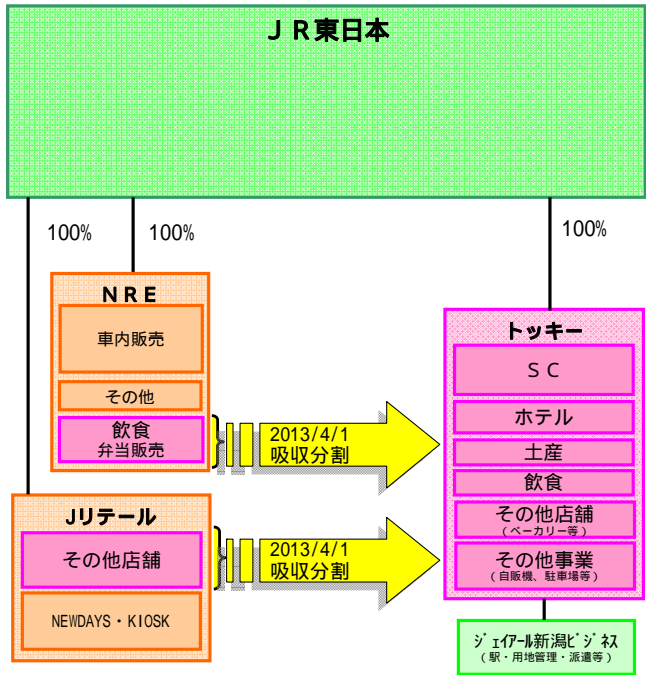 ＪＲ東日本
100%
100%
100%
ＮＲＥ
車内販売
その他
飲食
弁当販売
2013/4/1
吸収分割
Jリテール
その他店舗
NEWDAYS・KIOSK
2013/4/1
吸収分割
トッキー
ＳＣ
ホテル
土産
飲食
その他店舗
（ベーカリー等）
その他事業
（自販機、駐車場等）
ｼﾞｪｲｱｰﾙ新潟ﾋﾞｼﾞﾈｽ
（駅・用地管理・派遣等）